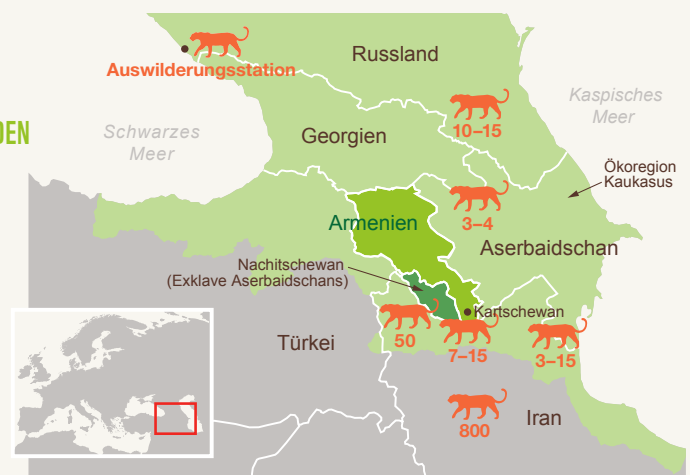 Russland
Auswilderungsstation
Kaspisches
Meer
10–15
DEN
Schwarzes
Meer
Georgien
Ökoregion
Kaukasus
3–4
Armenien
Aserbaidschan
Nachitschewan
(Exklave Aserbaidschans)
Kartschewan
50
7–15
3–15
Türkei
Iran
800